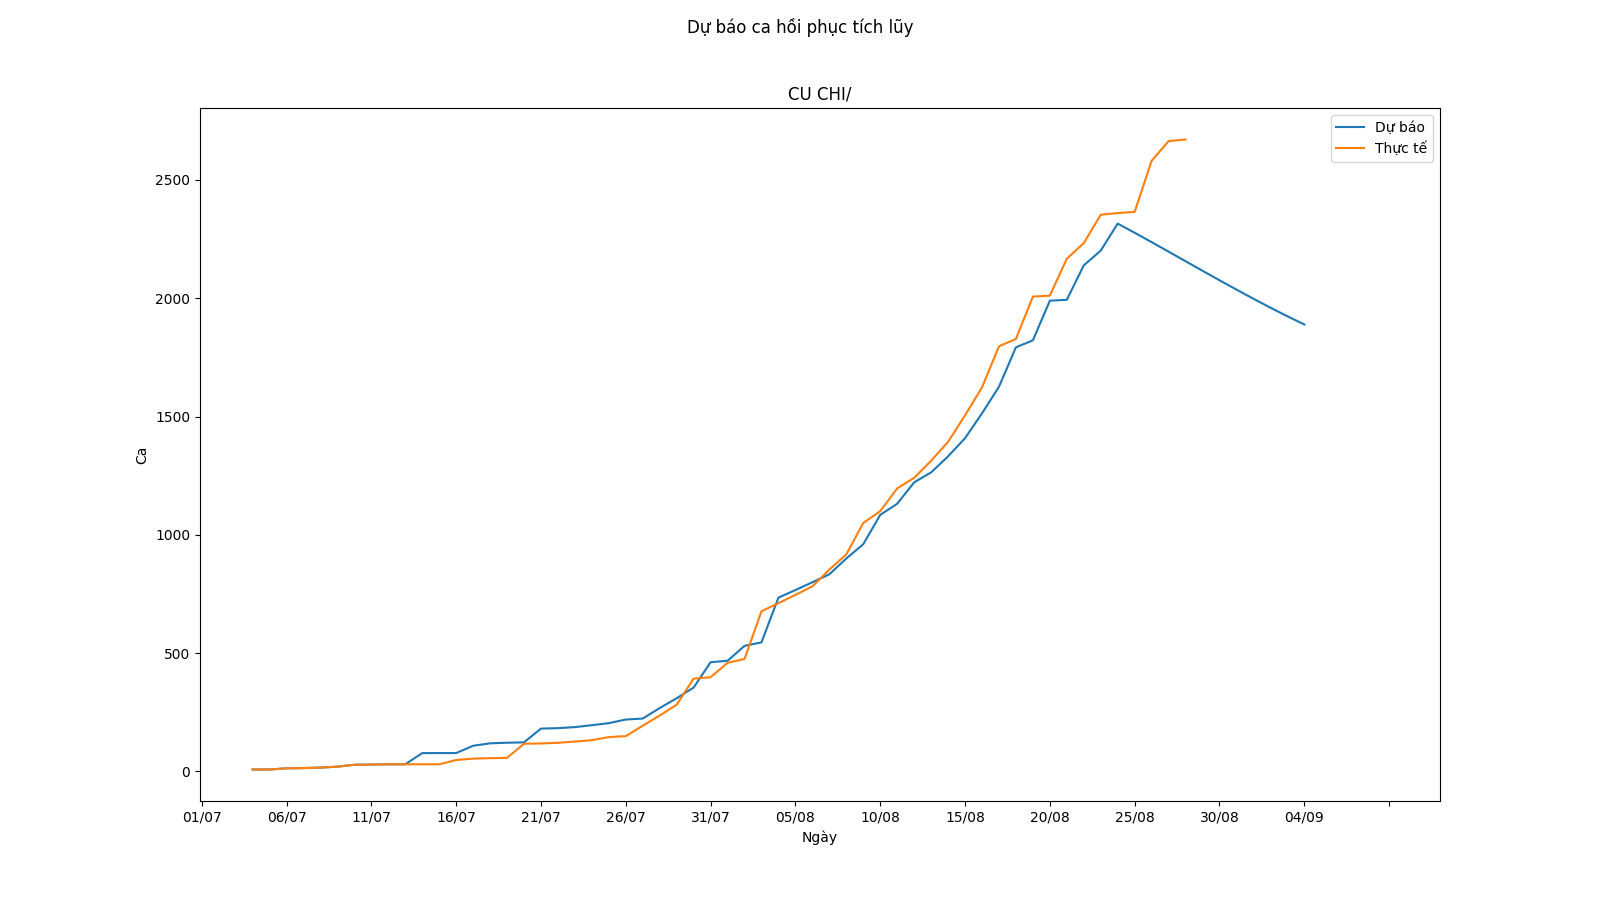 Dự báo ca hồi phục tích lũy
CU CHI/
Dự báo
Thực tế
2500
2000
1500
1000
500
0
Ca
01/07 06/07 11/07 16/07 21/07 26/07 31/07 05/08 10/08 15/08 20/08 25/08 30/08 04/09
Ngày